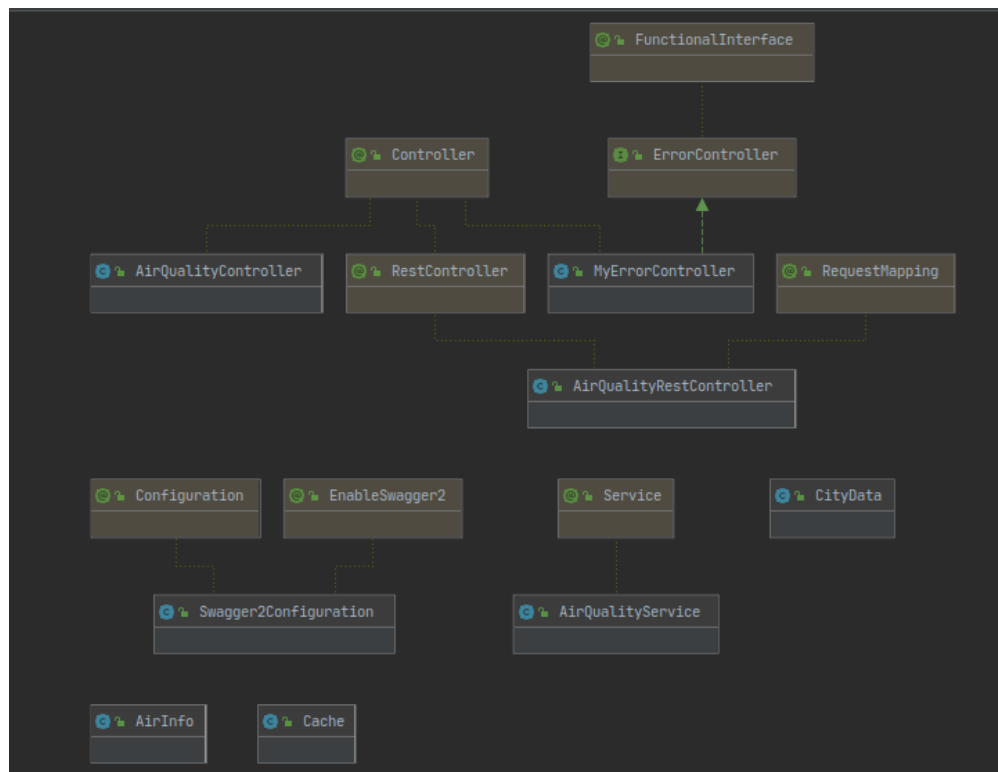 FunctionalInterface
Controller
ErrorController
AirQualityController
RestController
MyErrorController
RequestMapping
AirQualityRestController
Configuration
EnableSwagger2
Service
CityData
Swagger2Configuration
AirQualityService
AirInfo
Cache